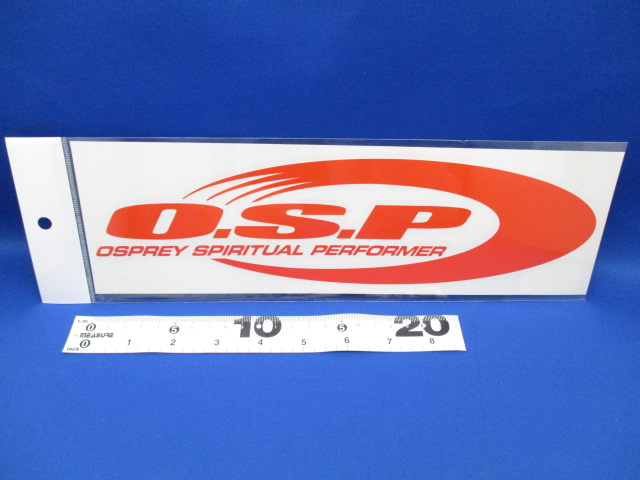 O.S.P
OSPREY SPIRITUAL PERFORMER
c.m. 0 5 10 5 20
MEASURE
inch 0 1 2 3 4 5 6 7 8